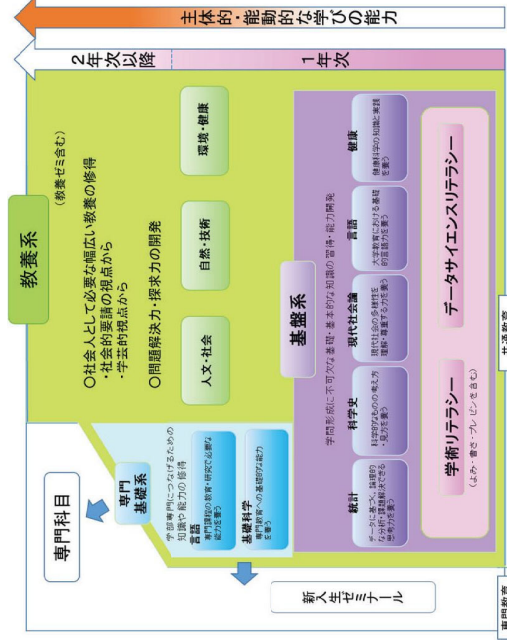 主体的・能動的な学びの能力
2年次以降
1年次
教養系
(教養ゼミ含む)
〇社会人として必要な幅広い教養の修得
・社会的要請の視点から
・学芸的視点から
〇問題解決力・探求力の開発
人文・社会
自然・技術
環境・健康
専門科目
専門
基礎系
学部専門につなげるための
知識や能力の修得
言語
専門課程の教育・研究で必要な
能力を養う
基礎科学
専門教育への基礎的な能力
を養う
新入生ゼミナール
基盤系
学問形成に不可欠な基礎・基本的な知識の習得・能力開発
統計
データに基づく、論理的
な分析・課題解決できる
思考力を養う
科学史
科学的なものの考え方
・見方を養う
現代社会論
現代社会の多様性を
理解・尊重する力を養う
言語
大学教育における基礎
的言語力を養う
健康
健康科学の知識と実践
を養う
学術リテラシー
(よみ・書き・プレゼンを含む)
データサイエンスリテラシー
専門教育
共通教育